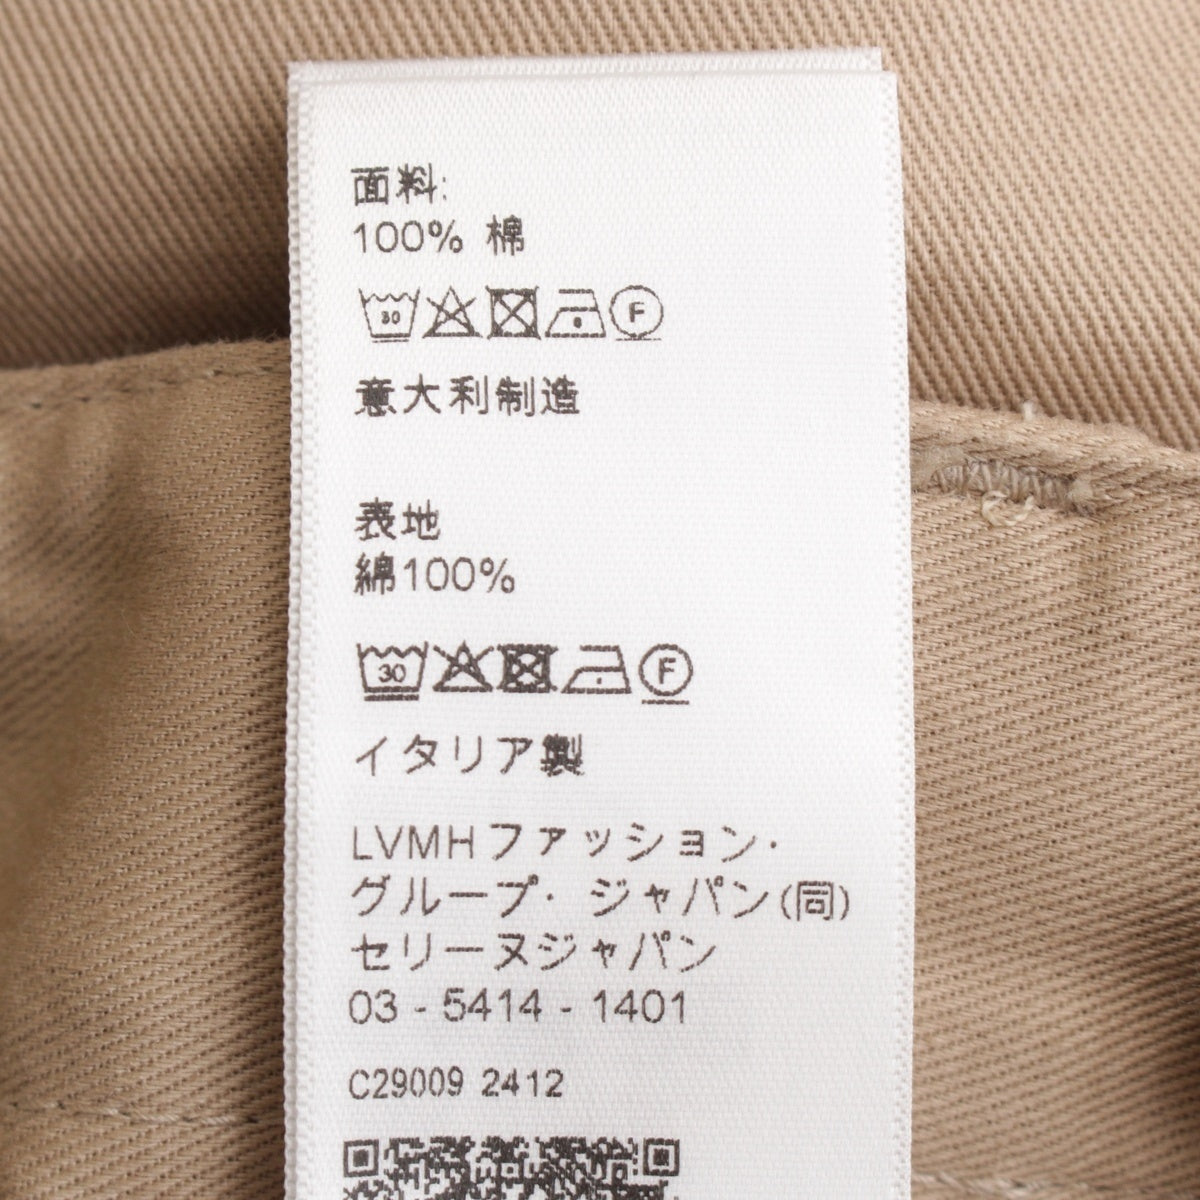 面料:
100% 棉
30 F
意大利制造
表地
綿100%
30 F
イタリア製
LVMHファッション・
グループ・ ジャパン(同)
セリーヌジャパン
03 - 5414 - 1401
C29009 2412